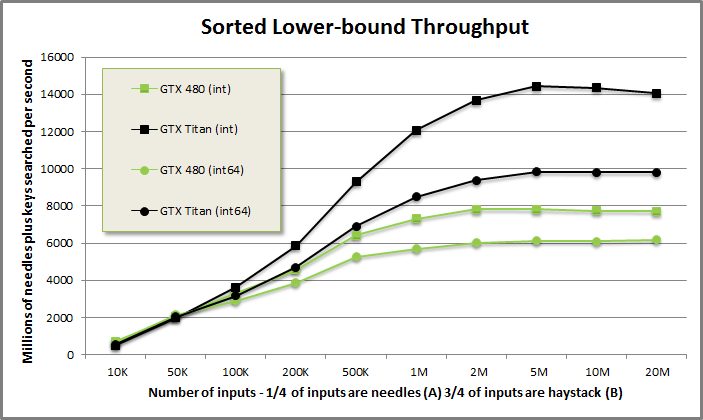 Sorted Lower-bound Throughput
Millions of needles plus keys searched per second
16000
14000
12000
10000
8000
6000
4000
2000
0
GTX 480 (int)
GTX Titan (int)
GTX 480 (int64)
GTX Titan (int64)
10K 50K 100K 200K 500K 1M 2M 5M 10M 20M
Number of inputs - 1/4 of inputs are needles (A) 3/4 of inputs are haystack (B)